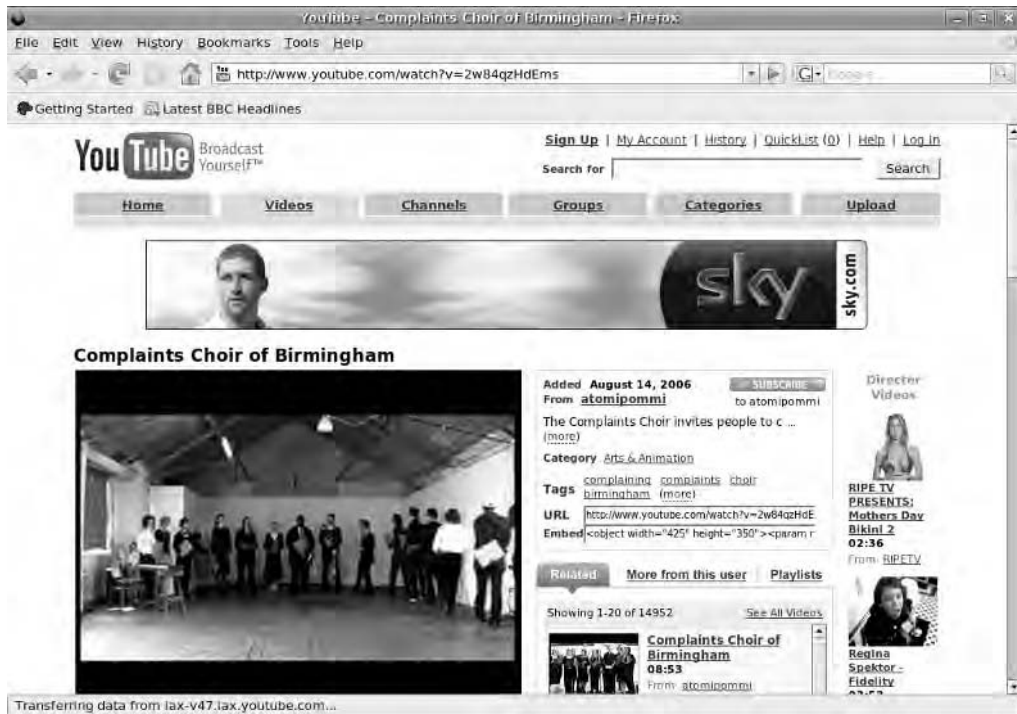 YouTube - Complaints Choir of Birmingham - Firefox
File Edit View History Bookmarks Tools Help
http://www.youtube.com/watch?v=2w84qzHdEms
G
Getting Started Latest BBC Headlines
You Tube Broadcast Yourself™
Sign Up | My Account | History | QuickList (0) | Help | Log In
Search for Search
Home Videos Channels Groups Categories Upload
sky sky.com
Complaints Choir of Birmingham
Added August 14, 2006
From atomipommi
SUBSCRIBE
to atomipommi
The Complaints Choir invites people to c ...
(more)
Category Arts & Animation
Tags complaining complaints choir
birmingham (more)
URL http://www.youtube.com/watch?v=2w84qzHdE
Embed <object width="425" height="350"><param r
Related More from this user Playlists
Showing 1-20 of 14952 See All Videos
Complaints Choir of
Birmingham
08:53
From: atomipommi
Director
Videos
RIPE TV
PRESENTS:
Mothers Day
Bikini 2
02:36
From: RIPETV
Regina
Spektor -
Fidelity
Transferring data from lax-v47.lax.youtube.com...